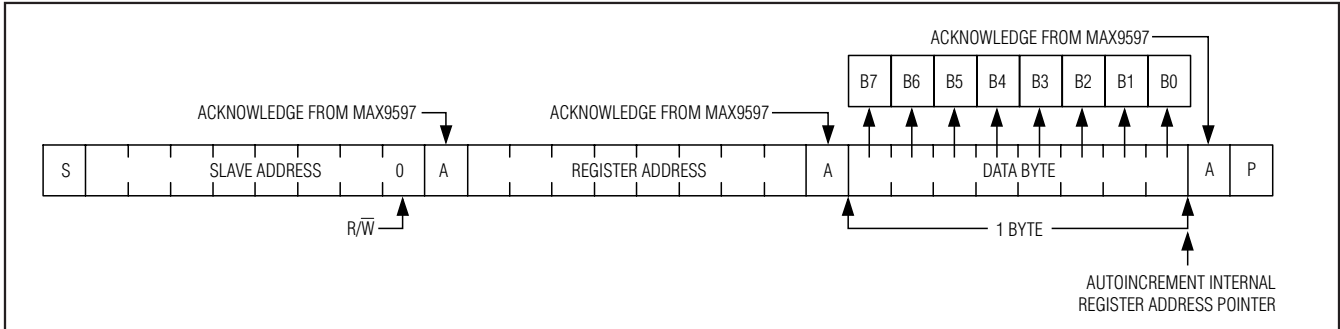 ACKNOWLEDGE FROM MAX9597
B7 B6 B5 B4 B3 B2 B1 B0
ACKNOWLEDGE FROM MAX9597 ACKNOWLEDGE FROM MAX9597
S SLAVE ADDRESS 0 A REGISTER ADDRESS A DATA BYTE A P
R/W̅ 1 BYTE
AUTOINCREMENT INTERNAL
REGISTER ADDRESS POINTER